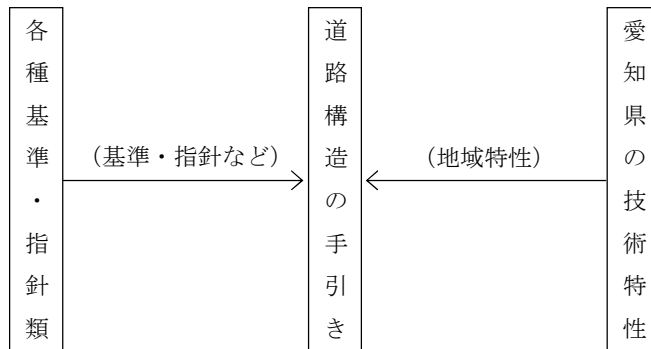 各種基準・指針類
（基準・指針など）
道路構造の手引き
（地域特性）
愛知県の技術特性